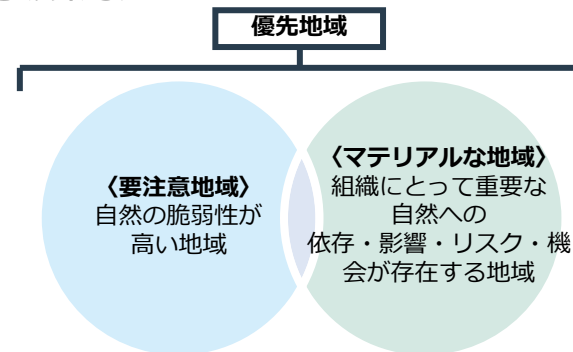 優先地域
〈要注意地域〉
自然の脆弱性が
高い地域
〈マテリアルな地域〉
組織にとって重要な
自然への
依存・影響・リスク・機
会が存在する地域